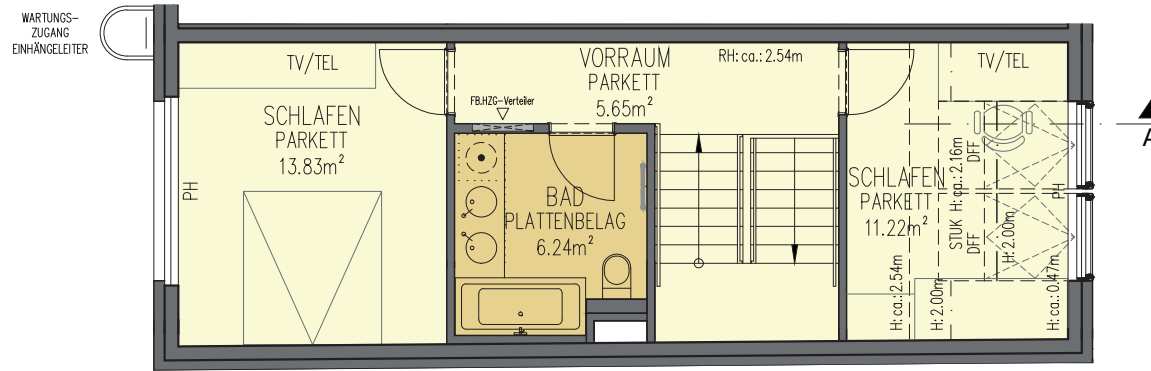 WARTUNGS-
ZUGANG
EINHÄNGELEITER
TV/TEL
SCHLAFEN
PARKETT
13.83m²
PH
VORRAUM
PARKETT
5.65m²
RH: ca.: 2.54m
FB.HZG-Verteiler
BAD
PLATTENBELAG
6.24m²
TV/TEL
SCHLAFEN
PARKETT
11.22m²
H: ca.: 2.54m
H: 2.00m
STUK H: ca.: 2.16m
DFF
DFF
H: 2.00m
H: ca.: 0.47m
PH
A